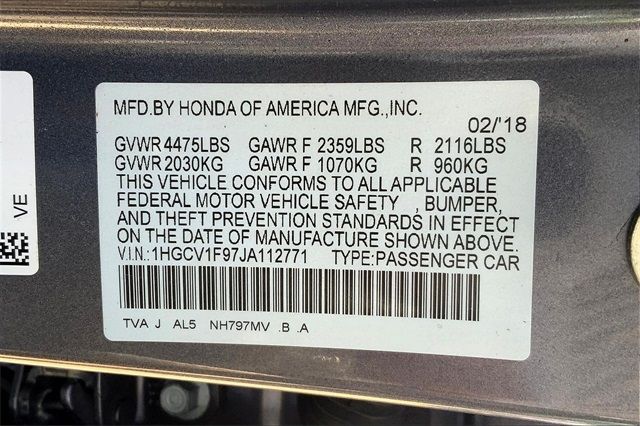 MFD.BY HONDA OF AMERICA MFG.,INC.
02/'18
GVWR 4475LBS GAWR F 2359LBS R 2116LBS
GVWR 2030KG GAWR F 1070KG R 960KG
THIS VEHICLE CONFORMS TO ALL APPLICABLE
FEDERAL MOTOR VEHICLE SAFETY , BUMPER,
AND THEFT PREVENTION STANDARDS IN EFFECT
ON THE DATE OF MANUFACTURE SHOWN ABOVE.
V.I.N.:1HGCV1F97JA112771 TYPE:PASSENGER CAR
TVA J AL5 NH797MV .B .A
VE